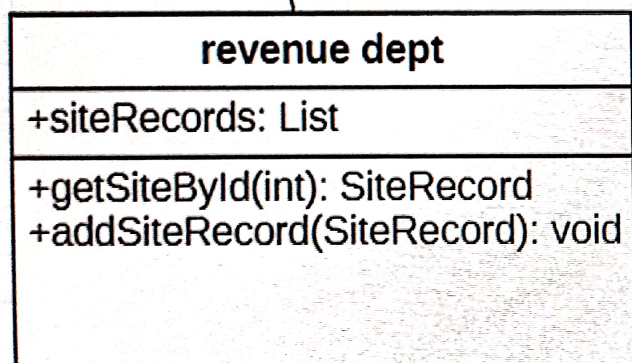 revenue dept
+siteRecords: List
+getSiteById(int): SiteRecord
+addSiteRecord(SiteRecord): void